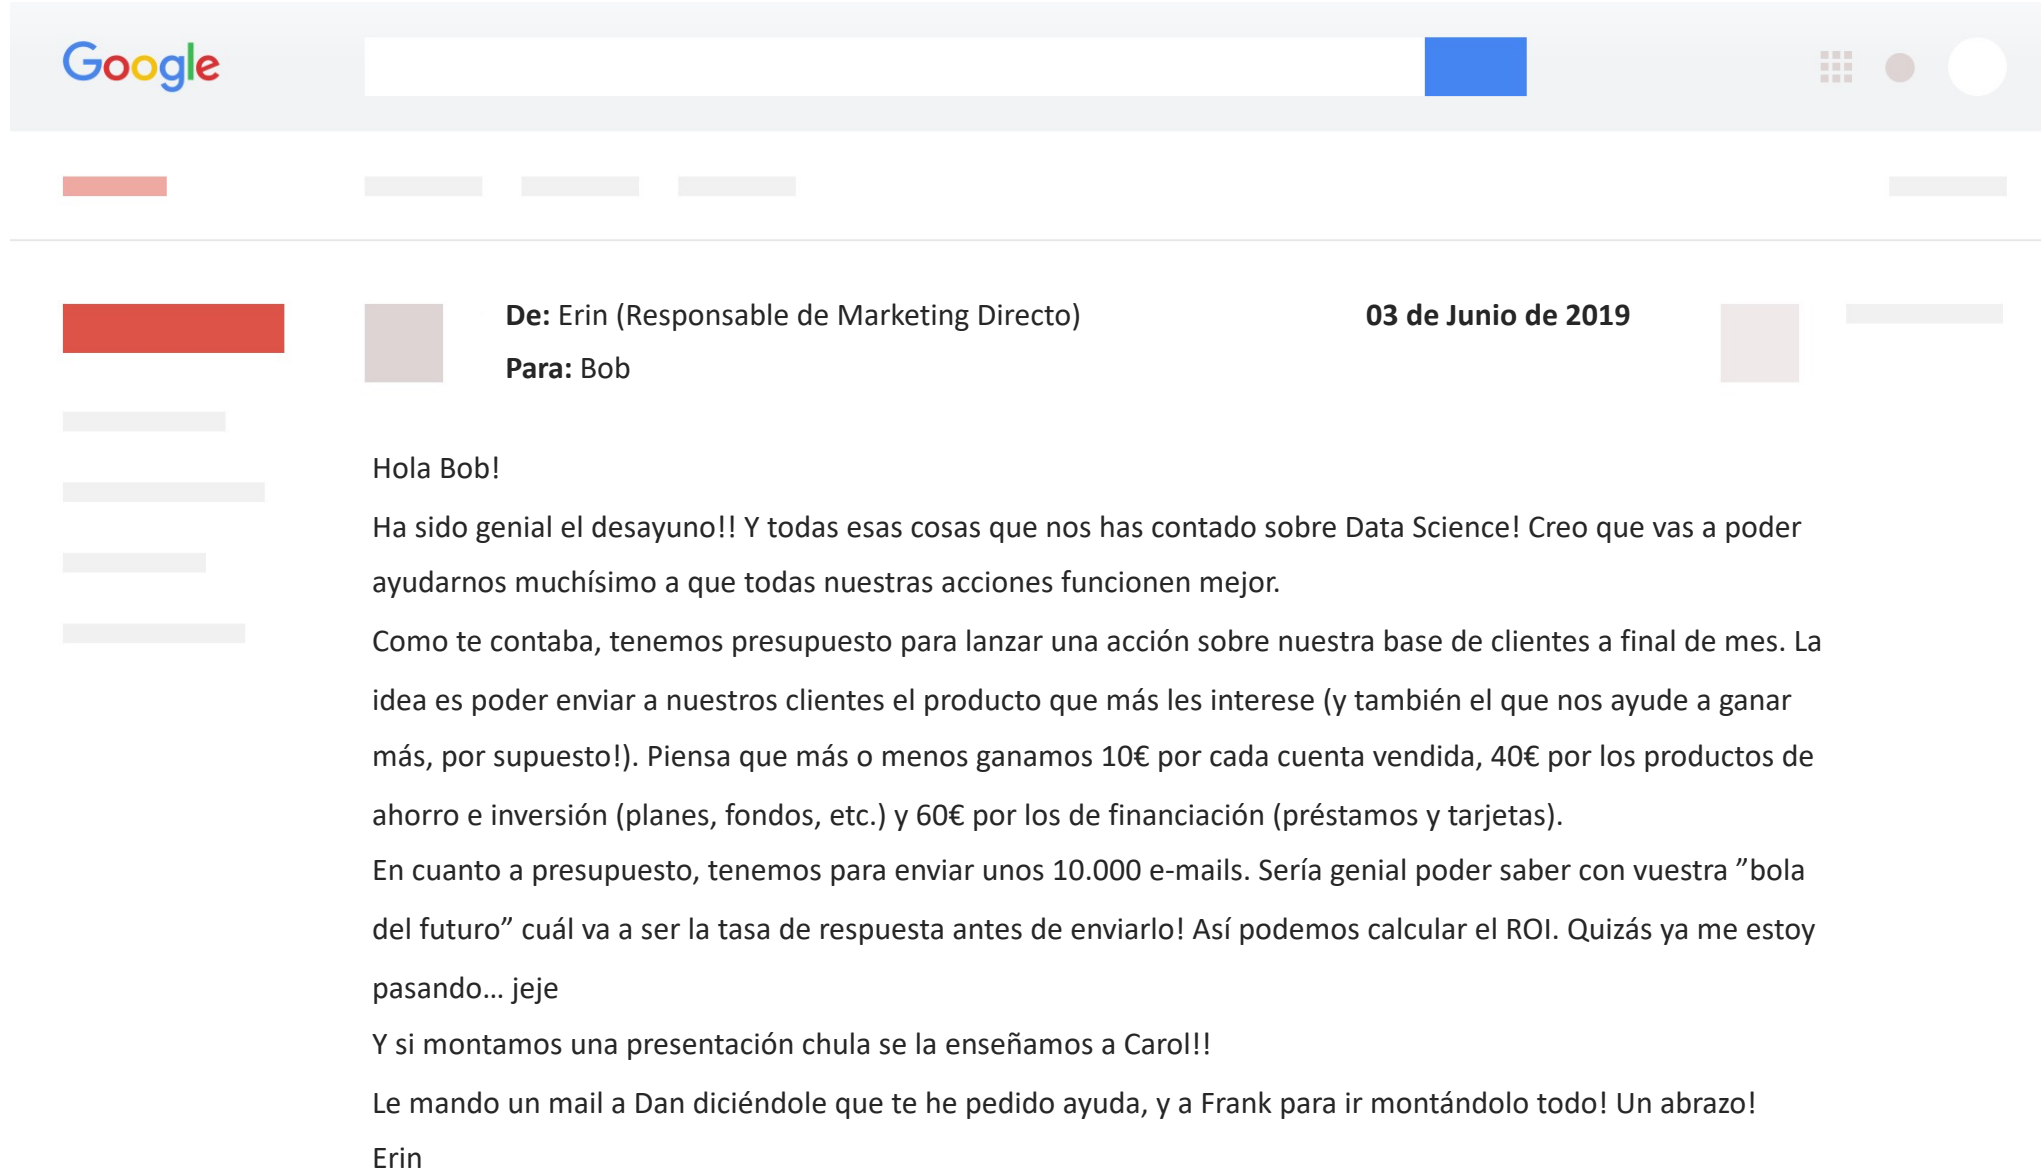 Google
De: Erin (Responsable de Marketing Directo)
03 de Junio de 2019
Para: Bob
Hola Bob!
Ha sido genial el desayuno!! Y todas esas cosas que nos has contado sobre Data Science! Creo que vas a poder
ayudarnos muchísimo a que todas nuestras acciones funcionen mejor.
Como te contaba, tenemos presupuesto para lanzar una acción sobre nuestra base de clientes a final de mes. La
idea es poder enviar a nuestros clientes el producto que más les interese (y también el que nos ayude a ganar
más, por supuesto!). Piensa que más o menos ganamos 10€ por cada cuenta vendida, 40€ por los productos de
ahorro e inversión (planes, fondos, etc.) y 60€ por los de financiación (préstamos y tarjetas).
En cuanto a presupuesto, tenemos para enviar unos 10.000 e-mails. Sería genial poder saber con vuestra ”bola
del futuro” cuál va a ser la tasa de respuesta antes de enviarlo! Así podemos calcular el ROI. Quizás ya me estoy
pasando… jeje
Y si montamos una presentación chula se la enseñamos a Carol!!
Le mando un mail a Dan diciéndole que te he pedido ayuda, y a Frank para ir montándolo todo! Un abrazo!
Erin